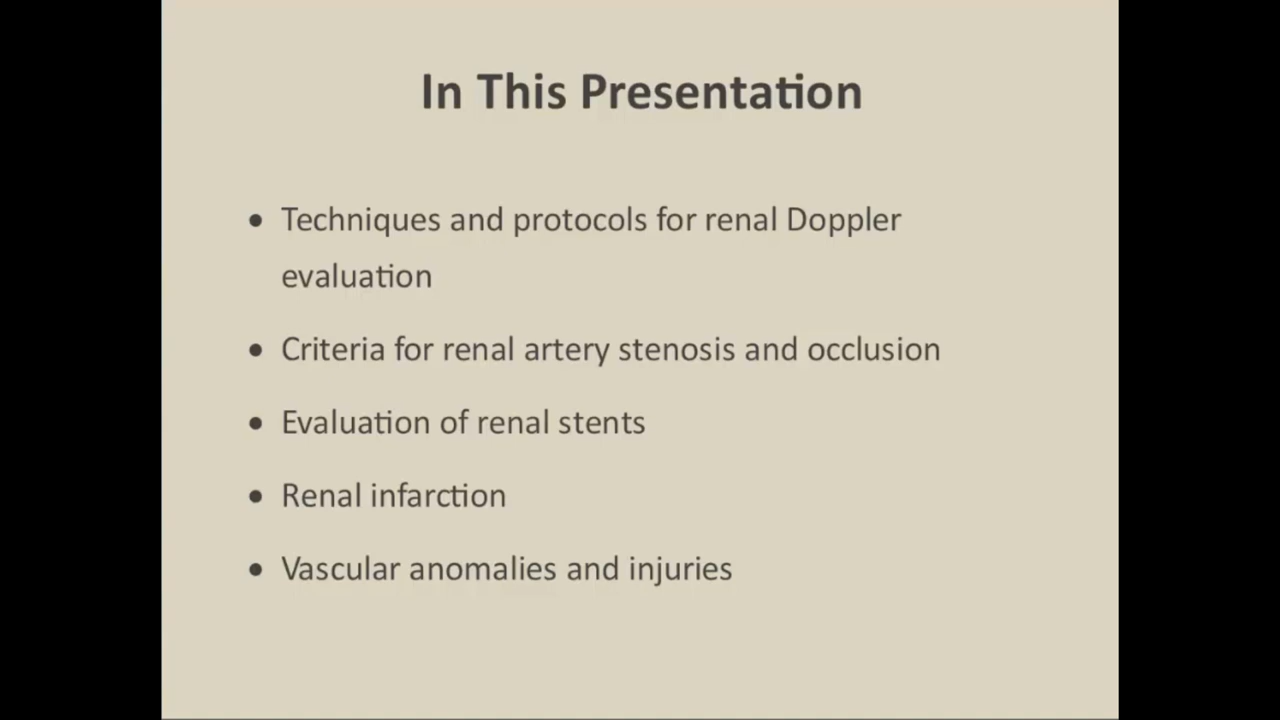 In This Presentation
• Techniques and protocols for renal Doppler
evaluation
• Criteria for renal artery stenosis and occlusion
• Evaluation of renal stents
• Renal infarction
• Vascular anomalies and injuries